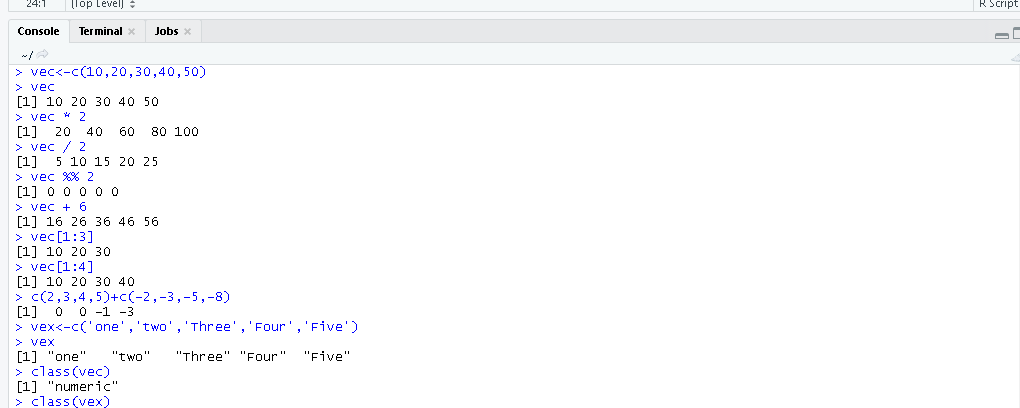 24:1 (Top Level) R Script
Console Terminal Jobs
~/
> vec<-c(10,20,30,40,50)
> vec
[1] 10 20 30 40 50
> vec * 2
[1]  20  40  60  80 100
> vec / 2
[1]  5 10 15 20 25
> vec %% 2
[1] 0 0 0 0 0
> vec + 6
[1] 16 26 36 46 56
> vec[1:3]
[1] 10 20 30
> vec[1:4]
[1] 10 20 30 40
> c(2,3,4,5)+c(-2,-3,-5,-8)
[1]  0  0 -1 -3
> vex<-c('one','two','Three','Four','Five')
> vex
[1] "one"   "two"   "Three" "Four"  "Five"
> class(vec)
[1] "numeric"
> class(vex)